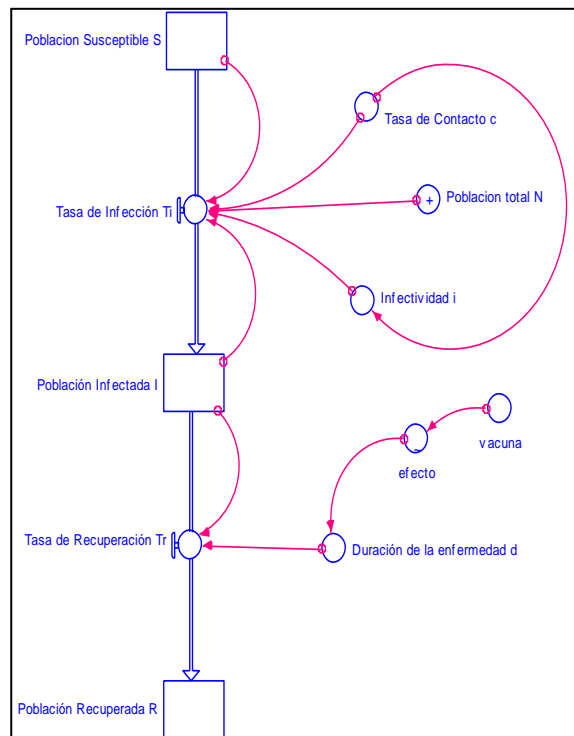 Poblacion Susceptible S
Tasa de Contacto c
Poblacion total N
Tasa de Infección Ti
Infectividad i
Población Infectada I
vacuna
efecto
Tasa de Recuperación Tr
Duración de la enfermedad d
Población Recuperada R